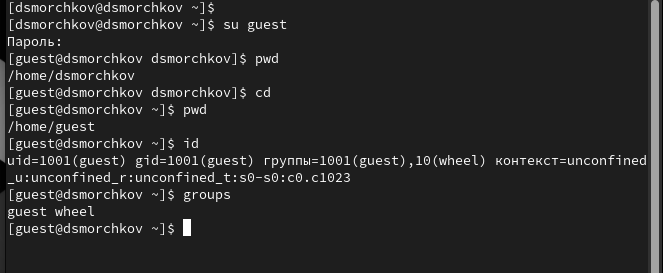 [dsmorchkov@dsmorchkov ~]$
[dsmorchkov@dsmorchkov ~]$ su guest
Пароль:
[guest@dsmorchkov dsmorchkov]$ pwd
/home/dsmorchkov
[guest@dsmorchkov dsmorchkov]$ cd
[guest@dsmorchkov ~]$ pwd
/home/guest
[guest@dsmorchkov ~]$ id
uid=1001(guest) gid=1001(guest) группы=1001(guest),10(wheel) контекст=unconfined
_u:unconfined_r:unconfined_t:s0-s0:c0.c1023
[guest@dsmorchkov ~]$ groups
guest wheel
[guest@dsmorchkov ~]$